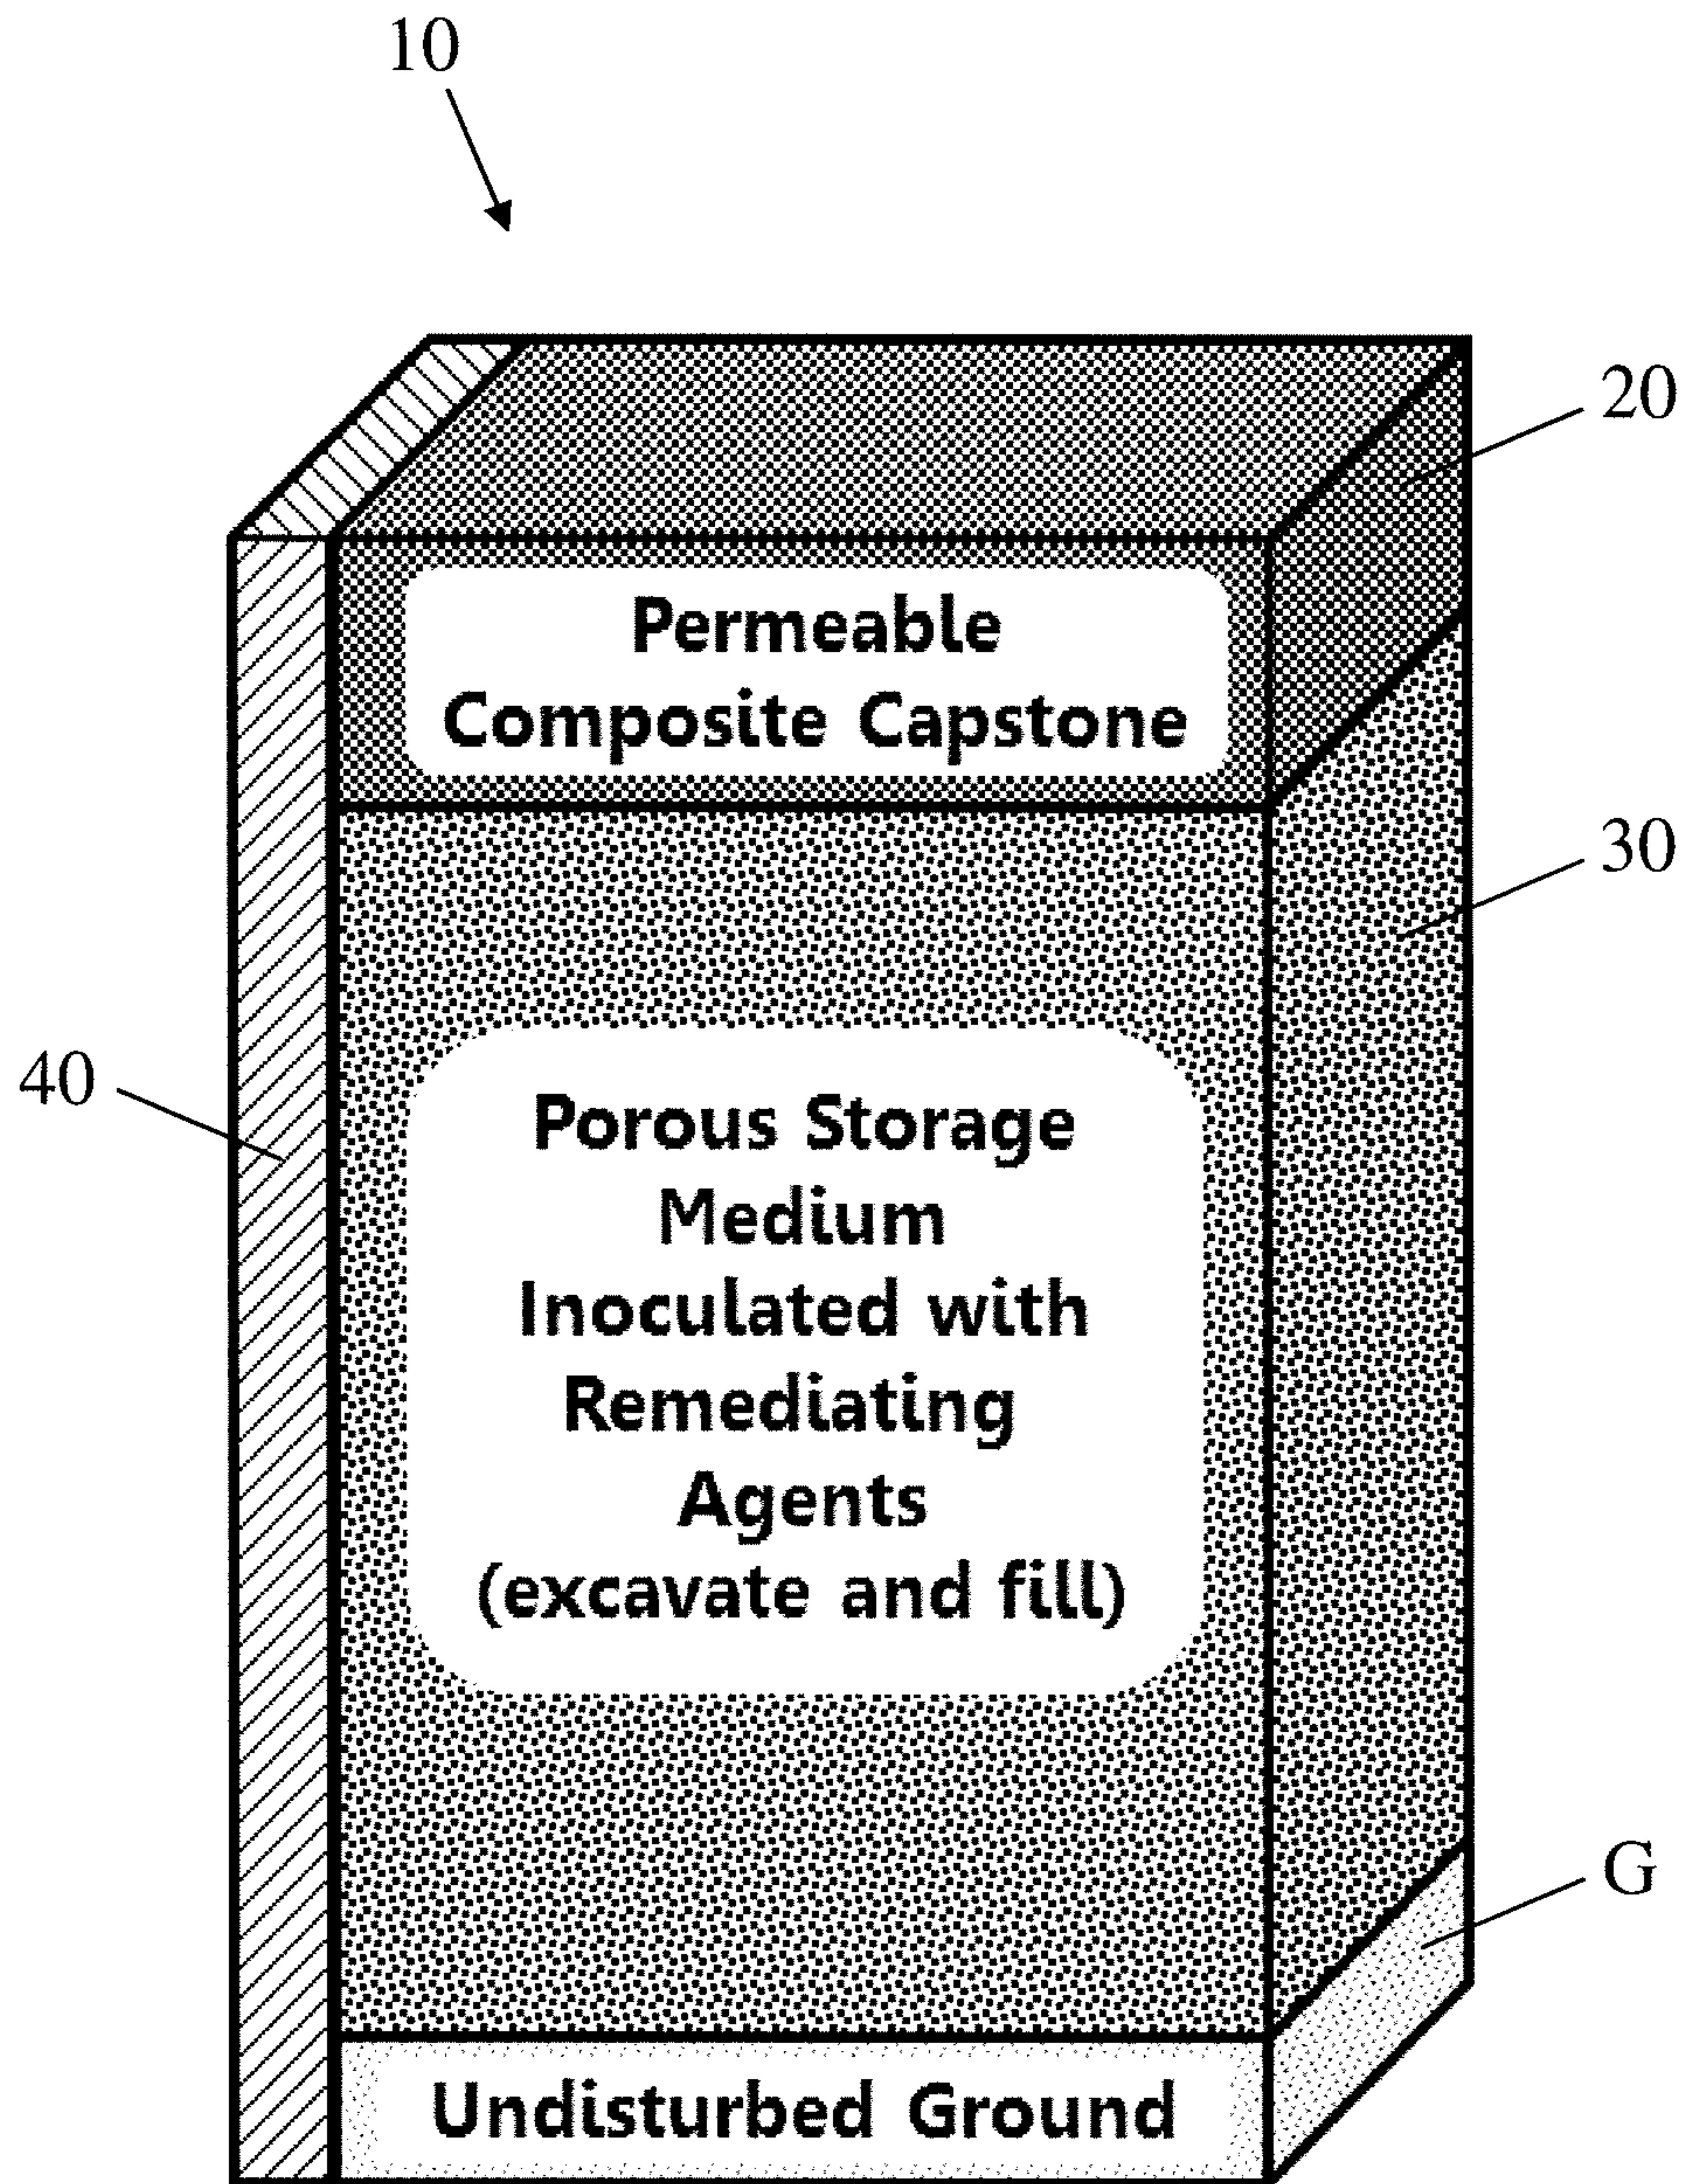 10
20
Permeable
Composite Capstone
30
40
Porous Storage
Medium
Inoculated with
Remediating
Agents
(excavate and fill)
G
Undisturbed Ground